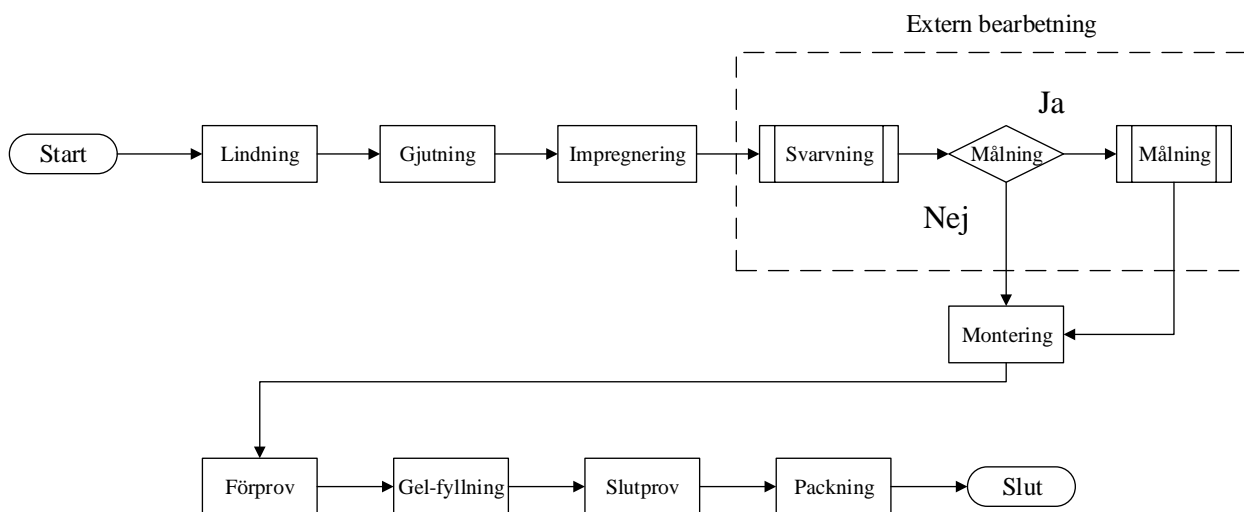 Extern bearbetning
Ja
Start
Lindning
Gjutning
Impregnering
Svarvning
Målning
Målning
Nej
Montering
Förprov
Gel-fyllning
Slutprov
Packning
Slut